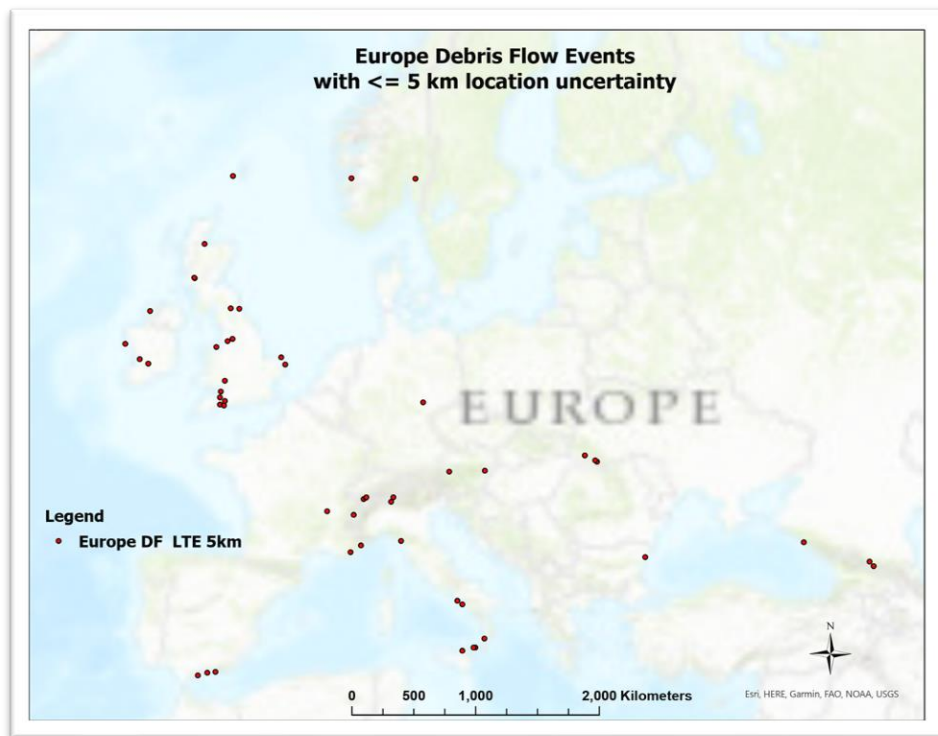 Europe Debris Flow Events
with <= 5 km location uncertainty
EUROPE
Legend
Europe DF LTE 5km
N
0 500 1,000 2,000 Kilometers
Esri, HERE, Garmin, FAO, NOAA, USGS